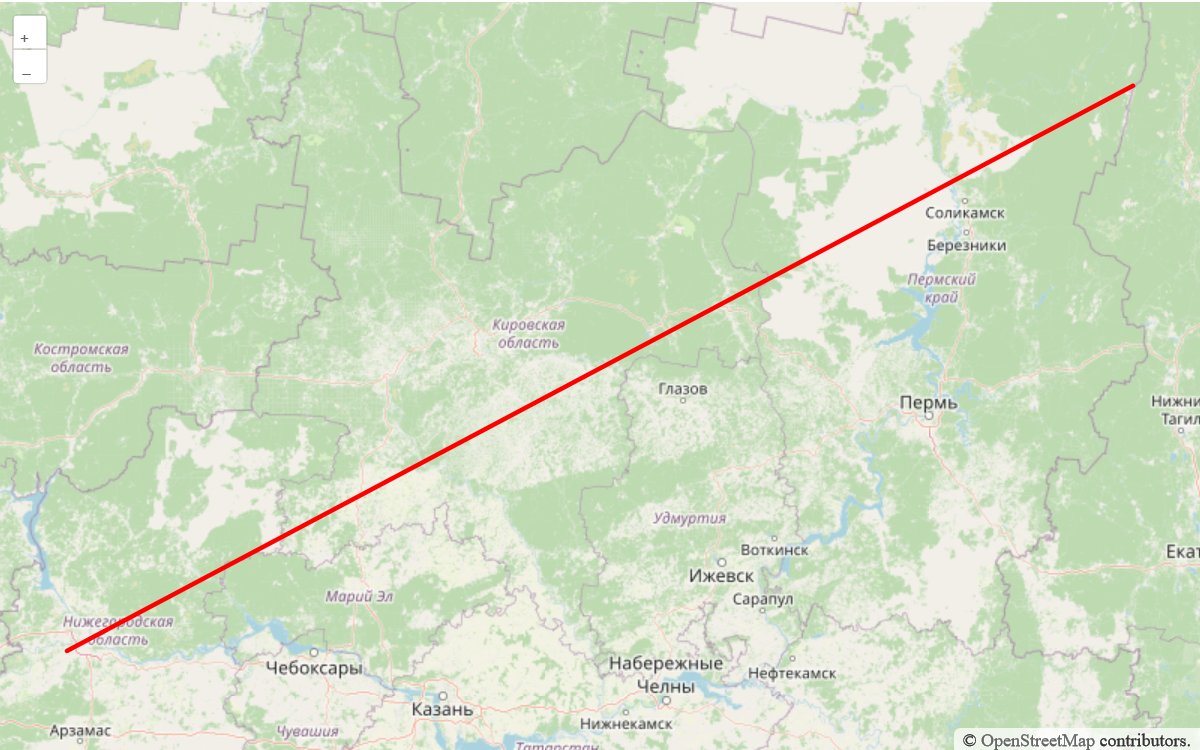 +
–
Соликамск
Березники
Пермский
край
Кировская
область
Костромская
область
Глазов
Пермь
Нижни
Тагил
Удмуртия
Воткинск
Ижевск
Сарапул
Екат
Марий Эл
Нижегородская
область
Чебоксары
Набережные
Челны
Нефтекамск
Казань
Нижнекамск
Арзамас
Чувашия
Татарстан
© OpenStreetMap contributors.